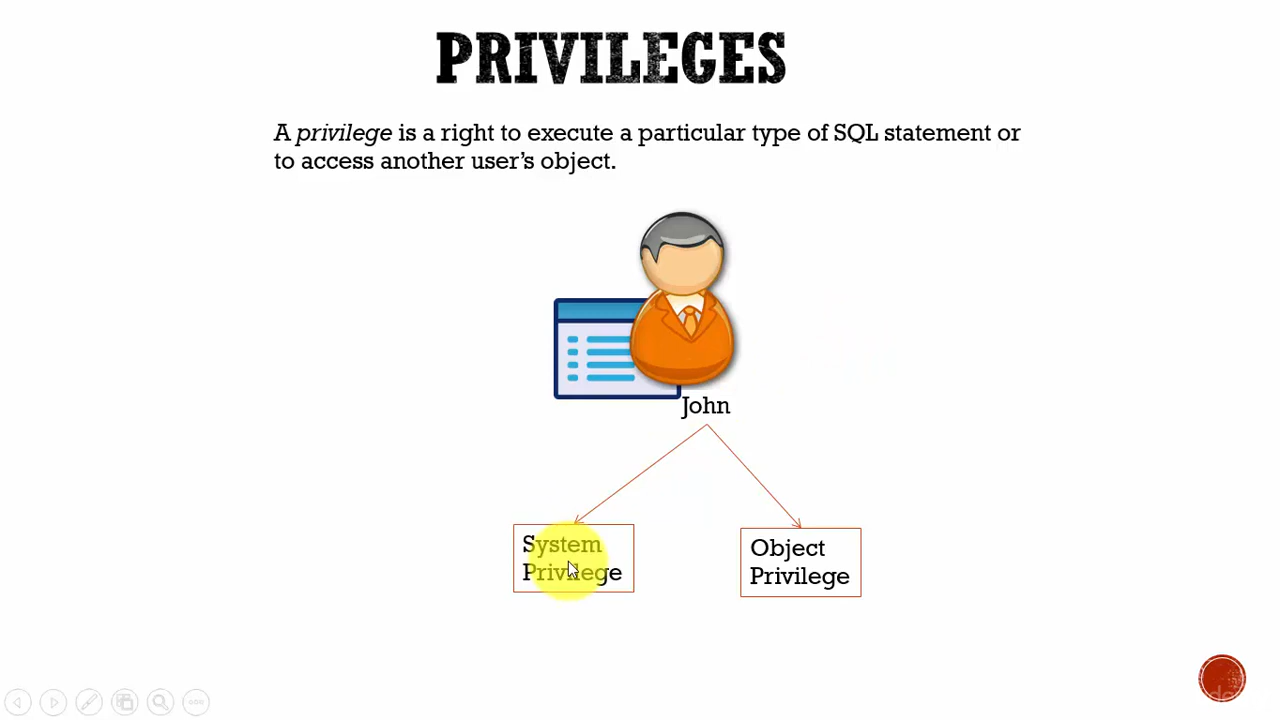 PRIVILEGES
A privilege is a right to execute a particular type of SQL statement or
to access another user’s object.
John
System
Privilege
Object
Privilege